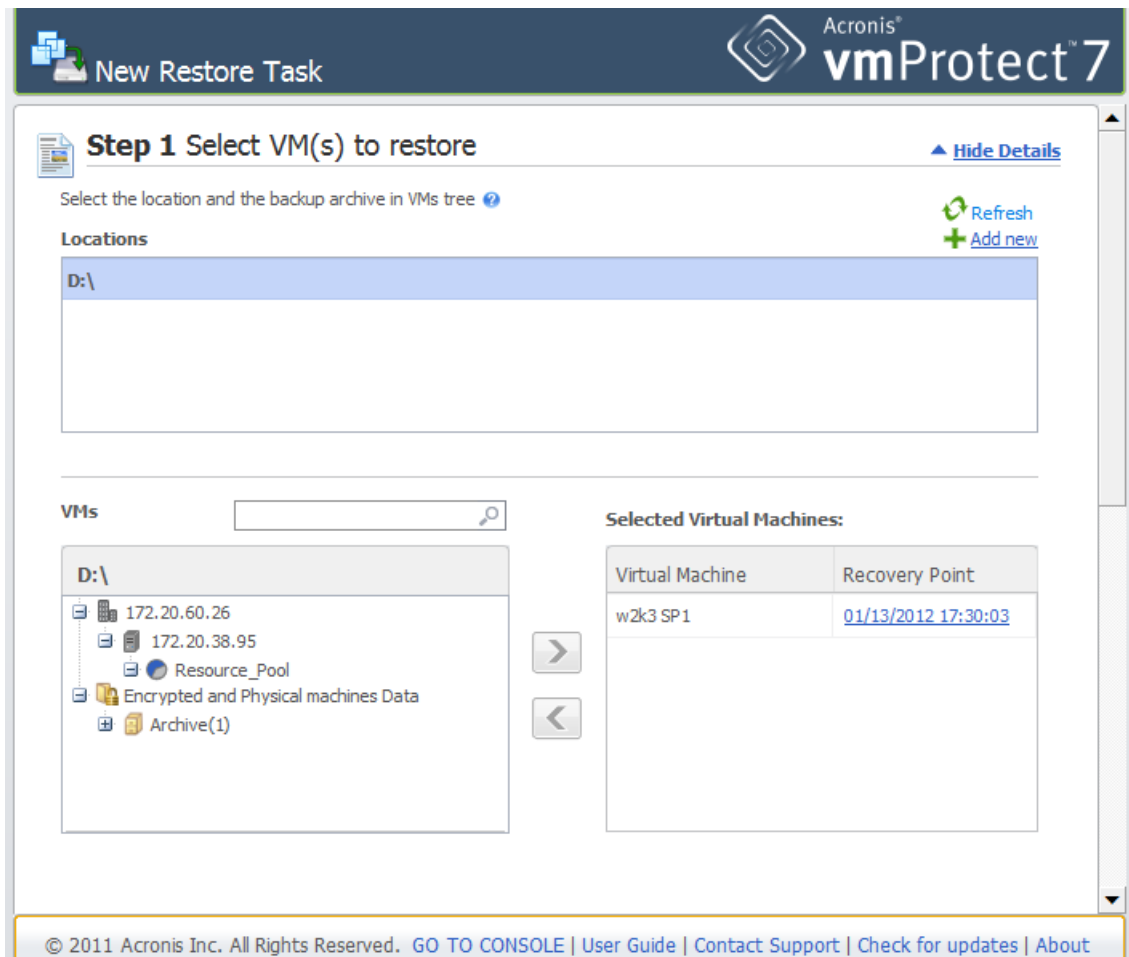 New Restore Task
Acronis®
vmProtect™ 7
Step 1 Select VM(s) to restore
Hide Details
Select the location and the backup archive in VMs tree ?
Refresh
Locations
Add new
D:\
VMs
Selected Virtual Machines:
D:\
Virtual Machine Recovery Point
172.20.60.26
w2k3 SP1 01/13/2012 17:30:03
172.20.38.95
Resource_Pool
Encrypted and Physical machines Data
Archive(1)
© 2011 Acronis Inc. All Rights Reserved. GO TO CONSOLE | User Guide | Contact Support | Check for updates | About